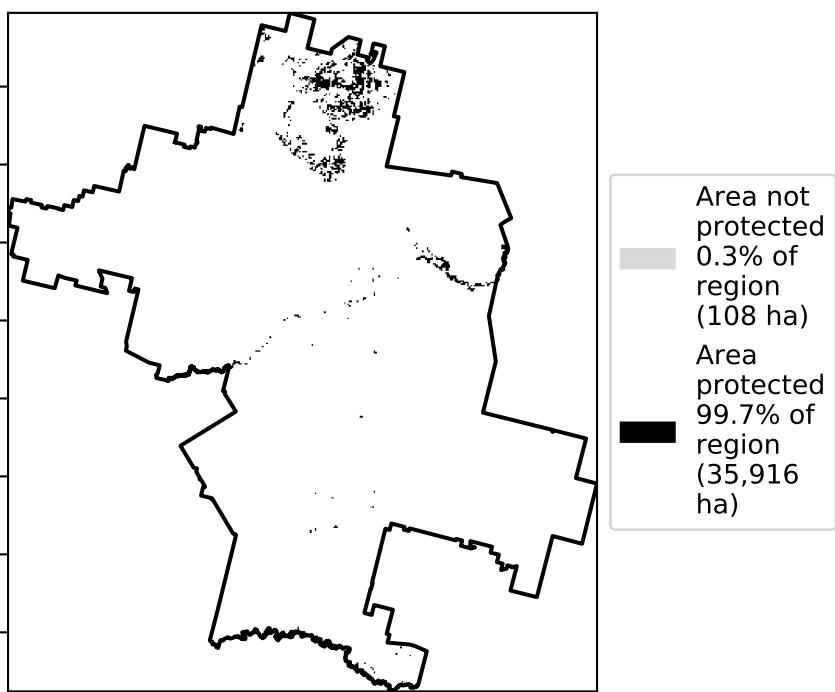 Area not
protected
0.3% of
region
(108 ha)
Area
protected
99.7% of
region
(35,916
ha)